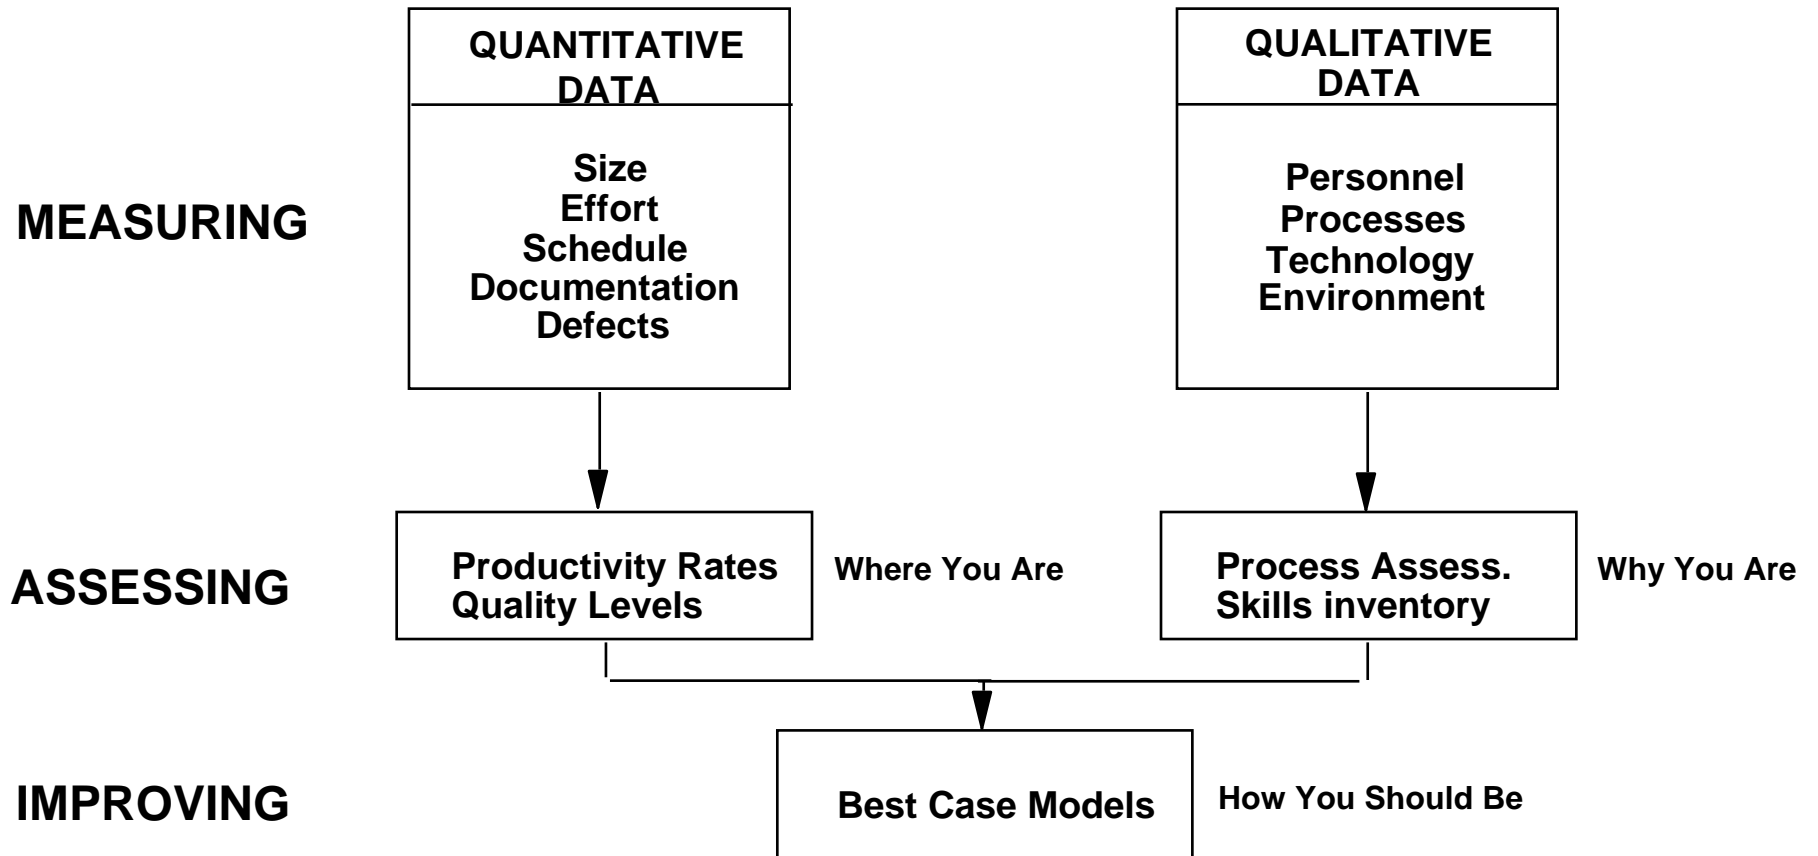 QUANTITATIVE
DATA
QUALITATIVE
DATA
MEASURING
Size
Effort
Schedule
Documentation
Defects
Personnel
Processes
Technology
Environment
ASSESSING
Productivity Rates
Quality Levels
Where You Are
Process Assess.
Skills inventory
Why You Are
IMPROVING
Best Case Models
How You Should Be